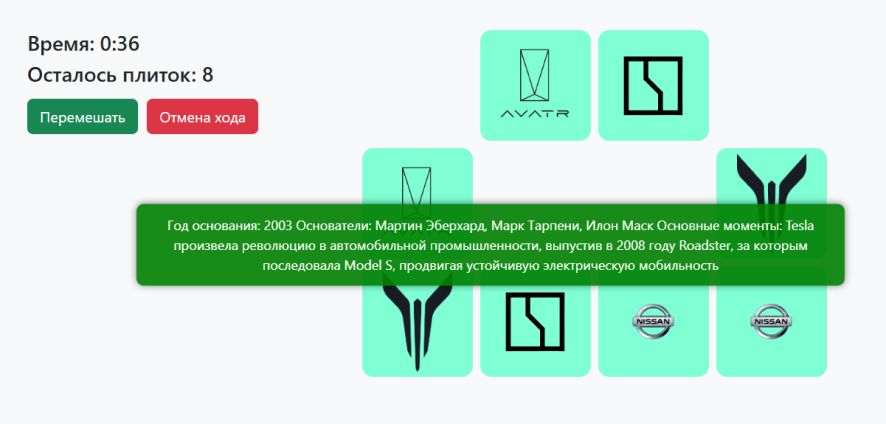 Время: 0:36
Осталось плиток: 8
Перемешать
Отмена хода
AVATR
Год основания: 2003 Основатели: Мартин Эберхард, Марк Тарпени, Илон Маск Основные моменты: Tesla
произвела революцию в автомобильной промышленности, выпустив в 2008 году Roadster, за которым
последовала Model S, продвигая устойчивую электрическую мобильность
NISSAN
NISSAN